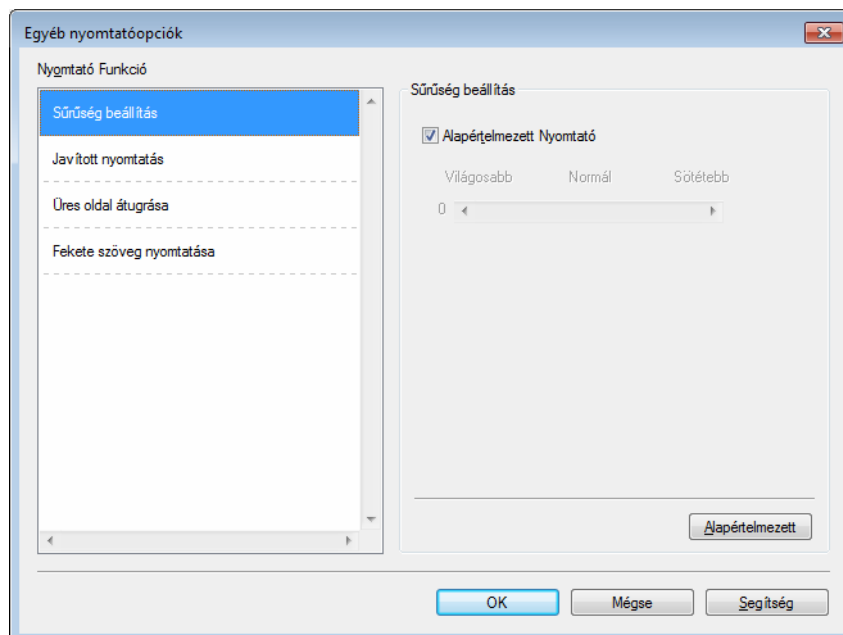 Egyéb nyomtatóopciók
Nyomtató Funkció
Sűrűség beállítás
Javított nyomtatás
Üres oldal átugrása
Fekete szöveg nyomtatása
Sűrűség beállítás
Alapértelmezett Nyomtató
Világosabb Normál Sötétebb
0
Alapértelmezett
OK Mégse Segítség